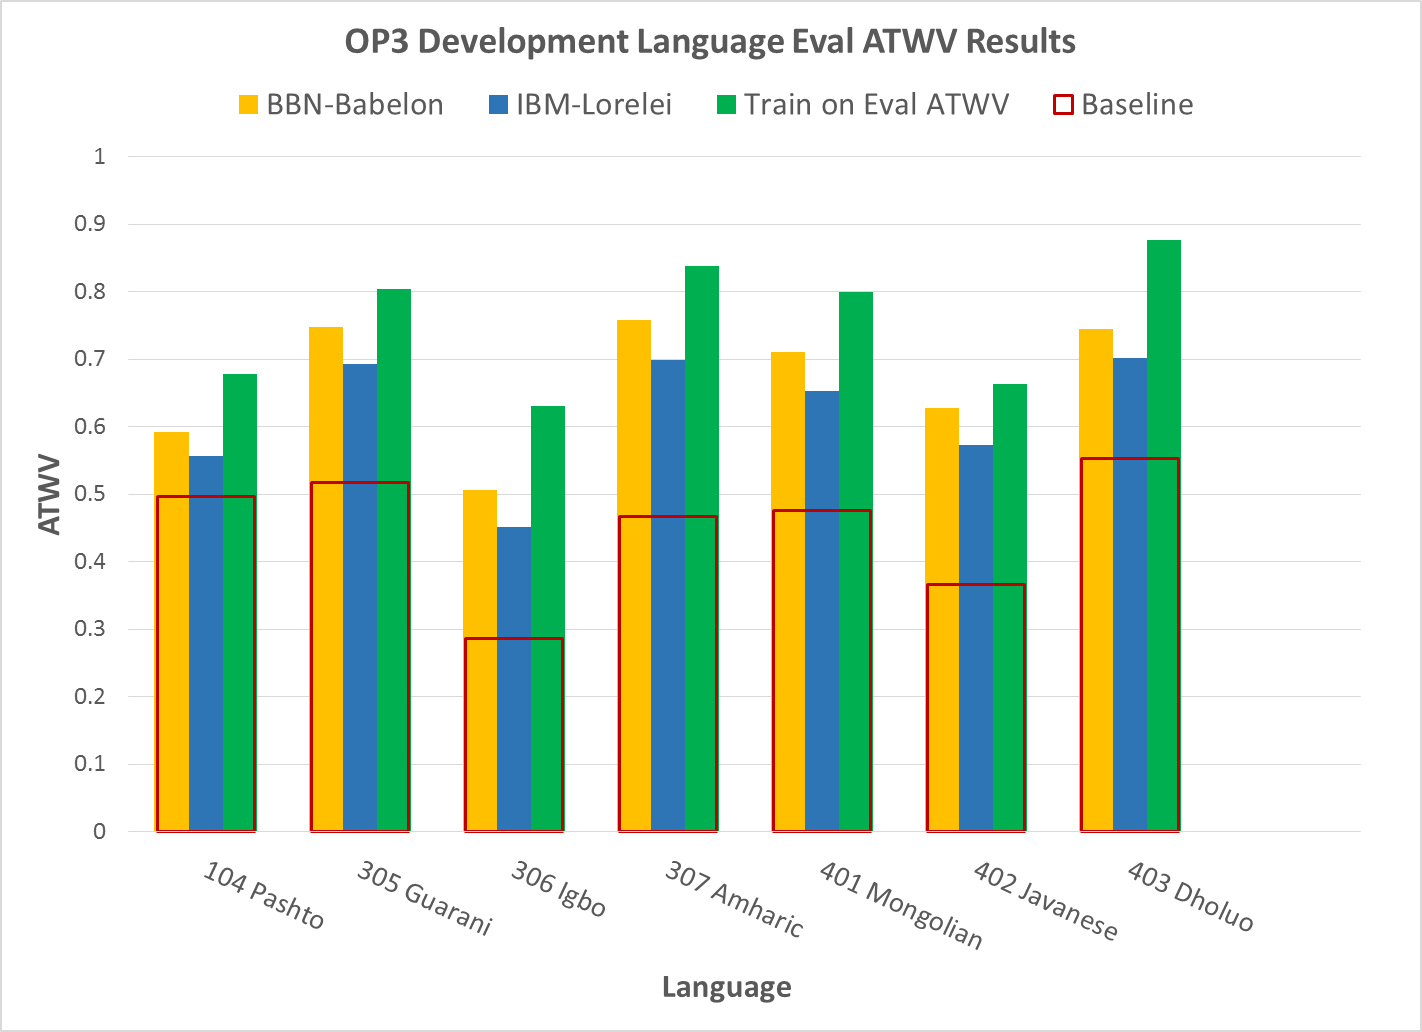 OP3 Development Language Eval ATWV Results
BBN-Babelon IBM-Lorelei Train on Eval ATWV Baseline
1
0.9
0.8
0.7
0.6
0.5
0.4
0.3
0.2
0.1
0
ATWV
104 Pashto
305 Guarani
306 Igbo
307 Amharic
401 Mongolian
402 Javanese
403 Dholuo
Language